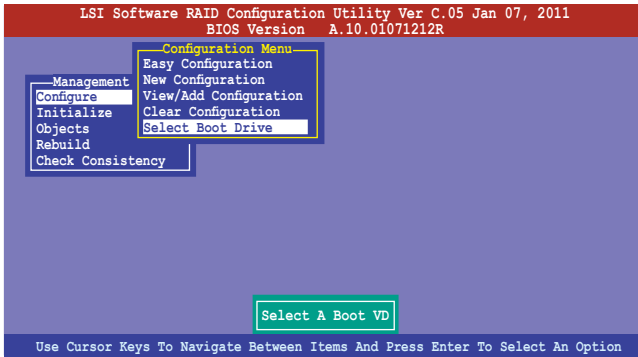 LSI Software RAID Configuration Utility Ver C.05 Jan 07, 2011
BIOS Version A.10.01071212R
Configuration Menu
Easy Configuration
New Configuration
View/Add Configuration
Clear Configuration
Select Boot Drive
Management
Configure
Initialize
Objects
Rebuild
Check Consistency
Select A Boot VD
Use Cursor Keys To Navigate Between Items And Press Enter To Select An Option